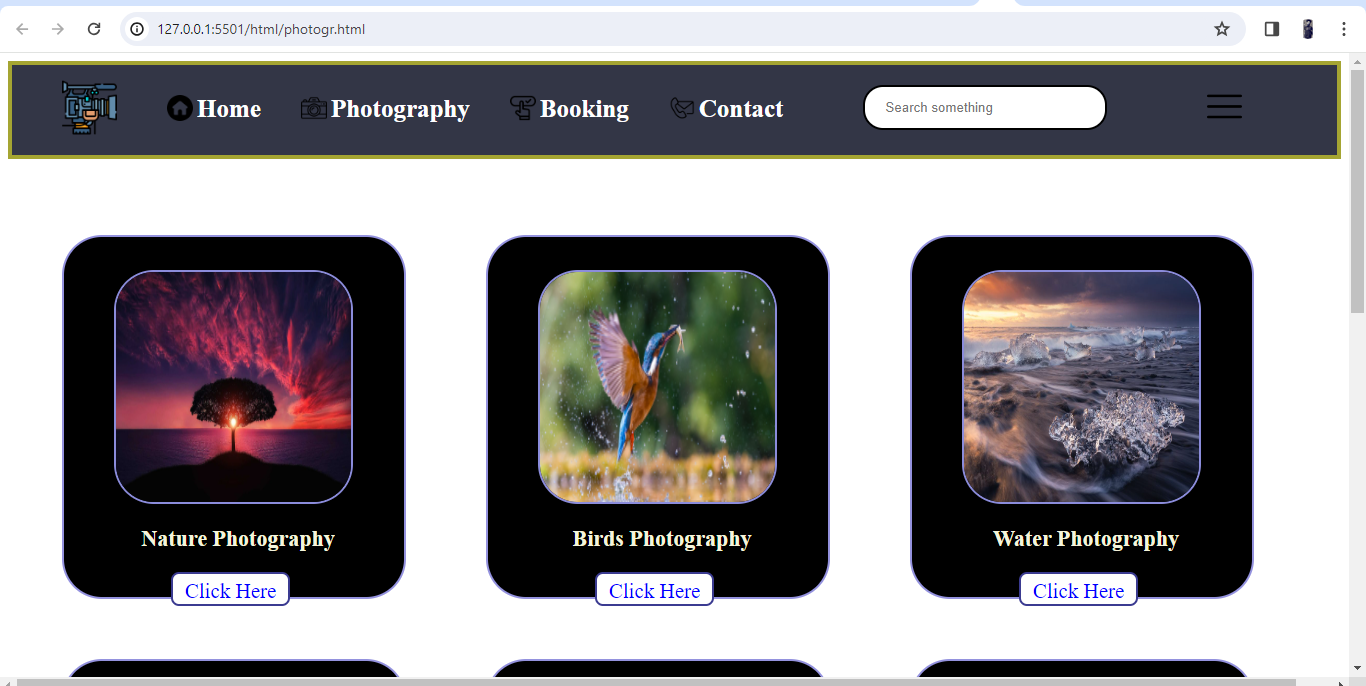 127.0.0.1:5501/html/photogr.html
Home Photography Booking Contact Search something
Nature Photography Birds Photography Water Photography
Click Here Click Here Click Here